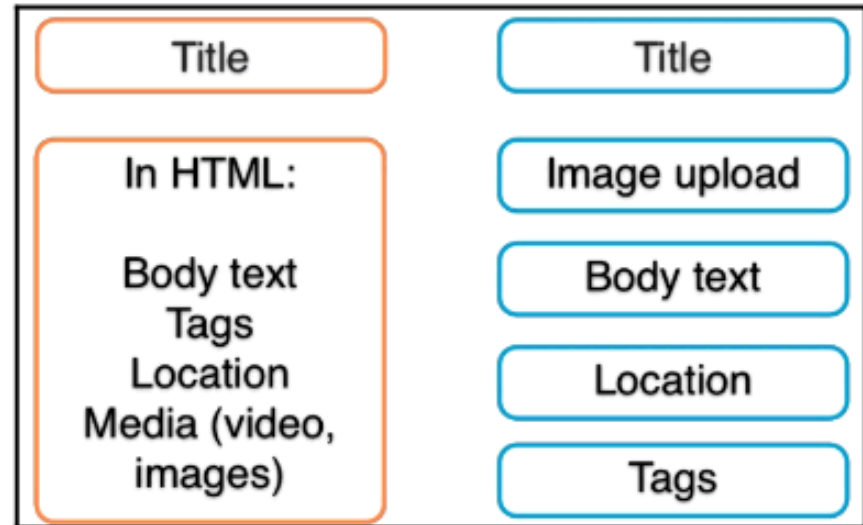 Title
In HTML:
Body text
Tags
Location
Media (video,
images)
Title
Image upload
Body text
Location
Tags